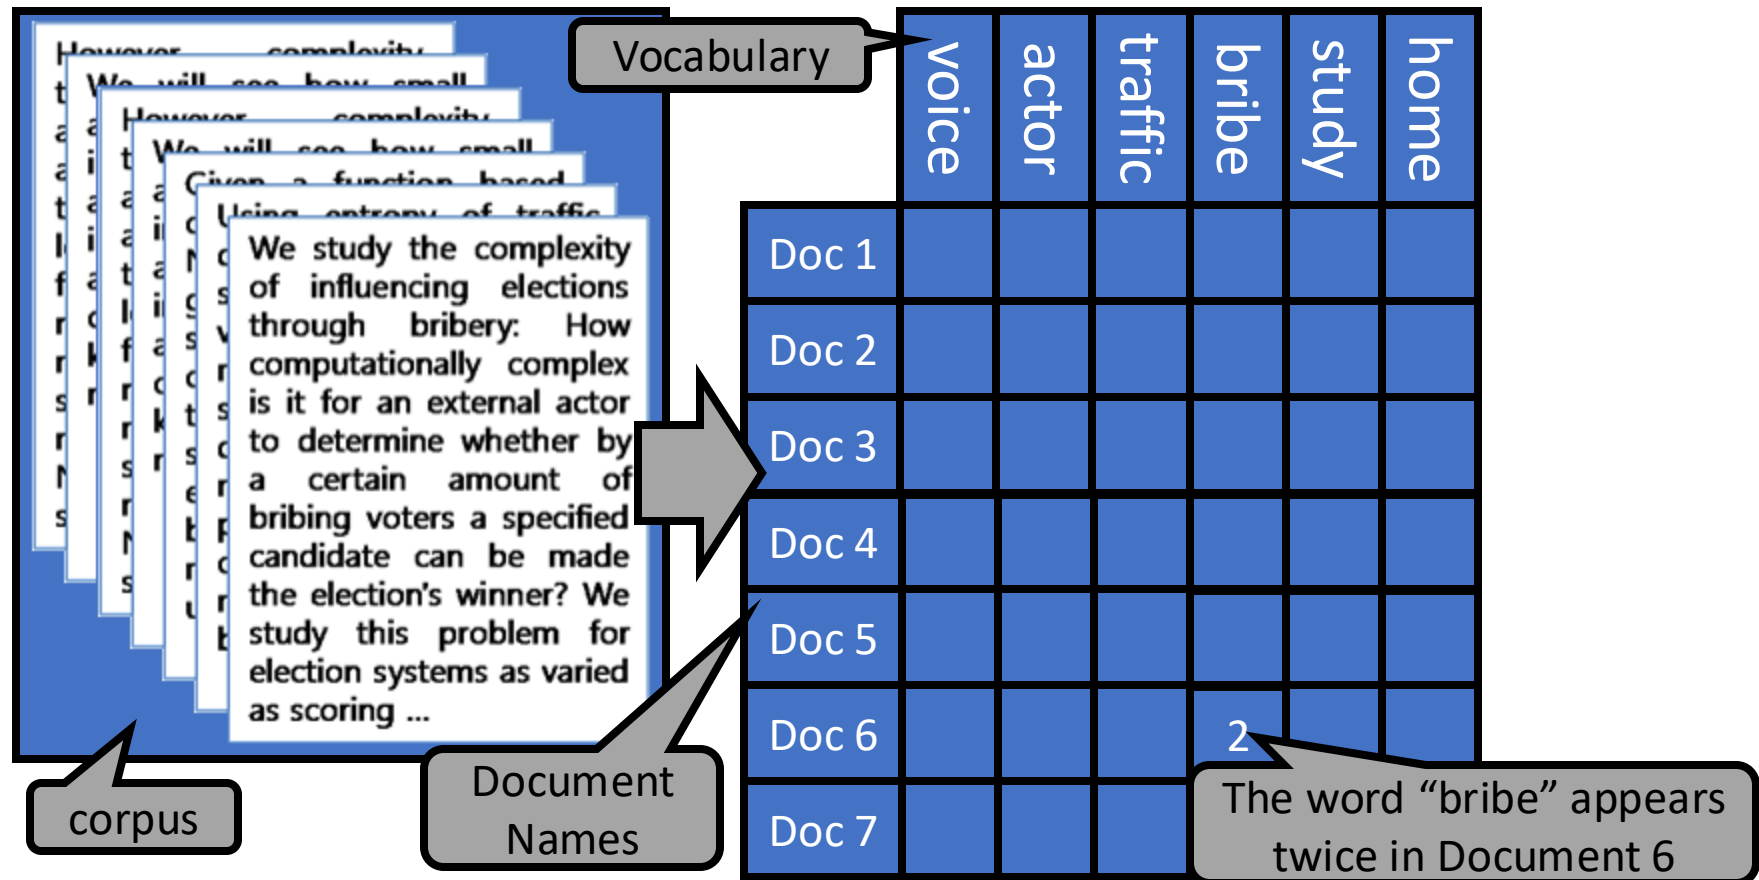 However complexity
We will see how small
However complexity
We will see how small
Given a function based
Using entropy of traffic
We study the complexity
of influencing elections
through bribery: How
computationally complex
is it for an external actor
to determine whether by
a certain amount of
bribing voters a specified
candidate can be made
the election's winner? We
study this problem for
election systems as varied
as scoring ...
corpus
Vocabulary
voice
actor
traffic
bribe
study
home
Doc 1
Doc 2
Doc 3
Doc 4
Doc 5
Doc 6
2
Doc 7
Document
Names
The word “bribe” appears
twice in Document 6